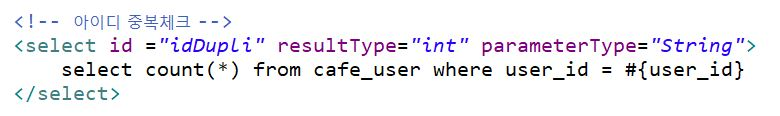 <!-- 아이디 중복체크 -->
<select id ="idDupli" resultType="int" parameterType="String">
    select count(*) from cafe_user where user_id = #{user_id}
</select>